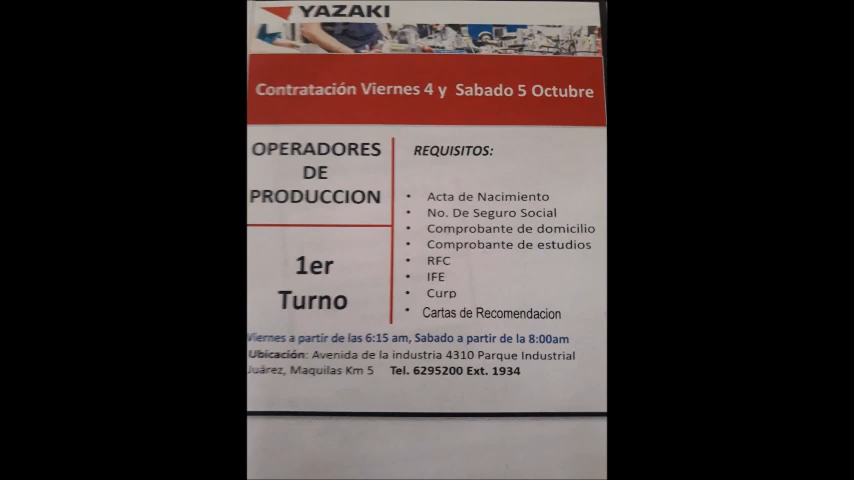 YAZAKI
Contratación Viernes 4 y Sabado 5 Octubre
OPERADORES
DE
PRODUCCION
1er
Turno
REQUISITOS:
• Acta de Nacimiento
• No. De Seguro Social
• Comprobante de domicilio
• Comprobante de estudios
• RFC
• IFE
• Curp
• Cartas de Recomendacion
Viernes a partir de las 6:15 am, Sabado a partir de la 8:00am
Ubicación: Avenida de la industria 4310 Parque Industrial
Juárez, Maquilas Km 5 Tel. 6295200 Ext. 1934